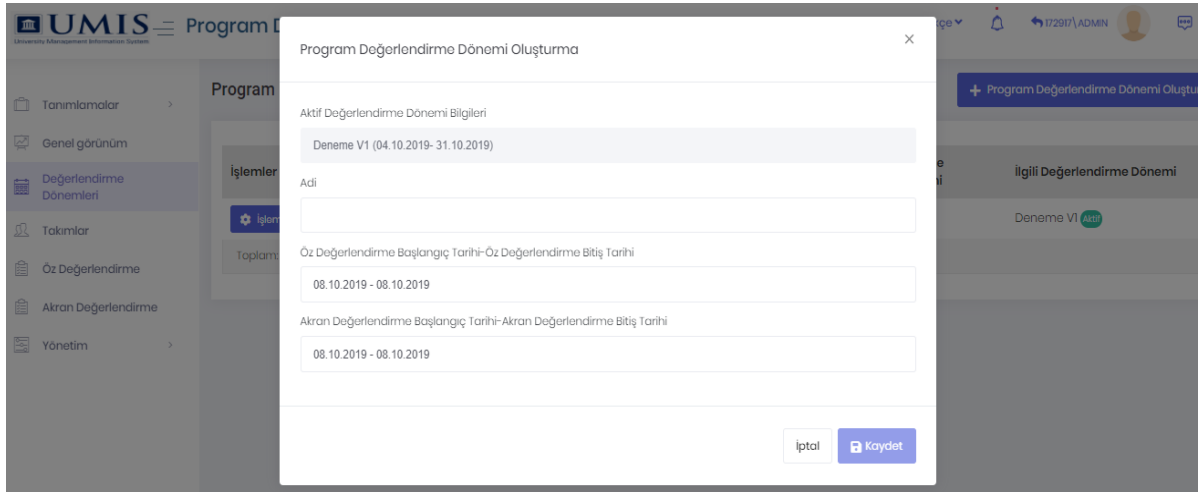 UMIS
University Management Information System
Program D
çe
172917\ADMIN
Program Değerlendirme Dönemi Oluşturma
×
Tanımlamalar
Genel görünüm
Değerlendirme
Dönemleri
Takımlar
Öz Değerlendirme
Akran Değerlendirme
Yönetim
Program
+ Program Değerlendirme Dönemi Oluştur
Aktif Değerlendirme Dönemi Bilgileri
Deneme V1 (04.10.2019- 31.10.2019)
İşlemler
İlgili Değerlendirme Dönemi
Adi
İşlem
Deneme V1 Aktif
Toplam:
Öz Değerlendirme Başlangıç Tarihi-Öz Değerlendirme Bitiş Tarihi
08.10.2019 - 08.10.2019
Akran Değerlendirme Başlangıç Tarihi-Akran Değerlendirme Bitiş Tarihi
08.10.2019 - 08.10.2019
İptal
Kaydet